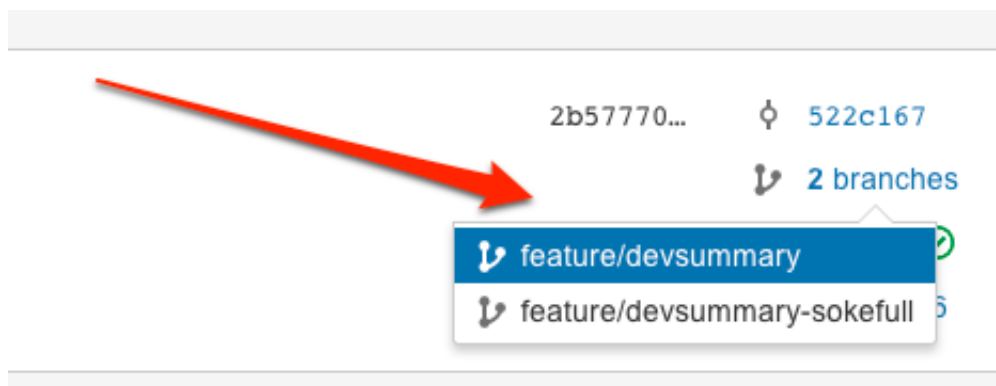 2b57770… 522c167
2 branches
feature/devsummary
feature/devsummary-sokefull